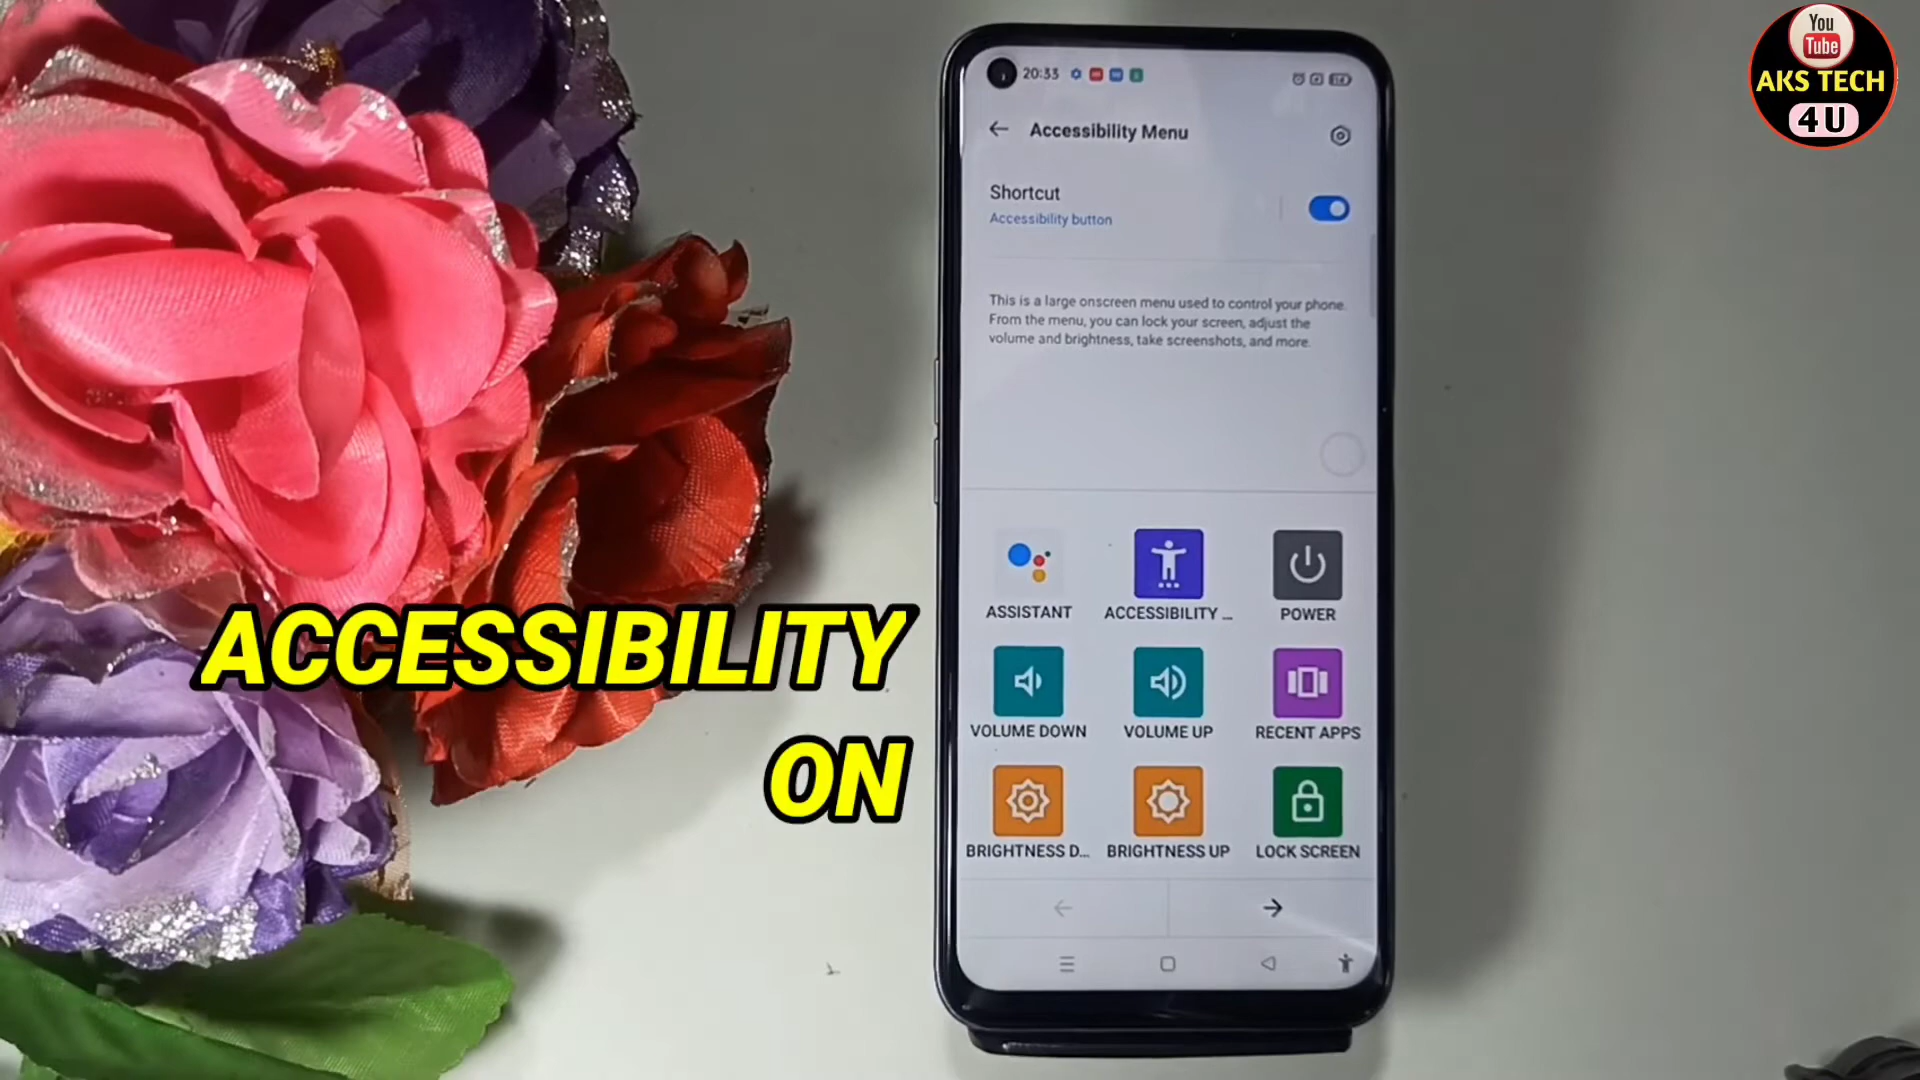 You
Tube
AKS TECH
4U
20:33
Accessibility Menu
Shortcut
Accessibility button
This is a large onscreen menu used to control your phone.
From the menu, you can lock your screen, adjust the
volume and brightness, take screenshots, and more.
ASSISTANT
ACCESSIBILITY ...
POWER
VOLUME DOWN
VOLUME UP
RECENT APPS
BRIGHTNESS D...
BRIGHTNESS UP
LOCK SCREEN
ACCESSIBILITY
ON